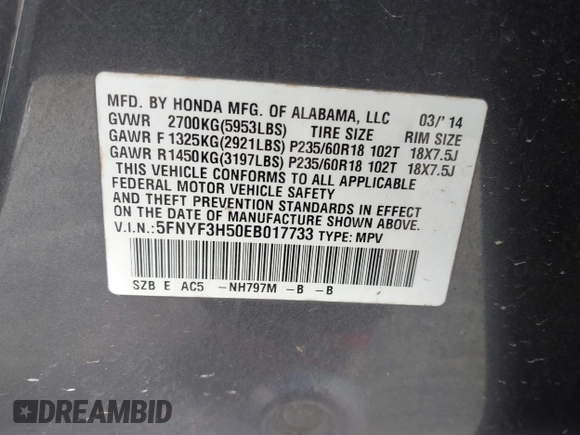 MFD. BY HONDA MFG. OF ALABAMA, LLC 03/'14
GVWR 2700KG(5953LBS) TIRE SIZE RIM SIZE
GAWR F 1325KG(2921LBS) P235/60R18 102T 18X7.5J
GAWR R1450KG(3197LBS) P235/60R18 102T 18X7.5J
THIS VEHICLE CONFORMS TO ALL APPLICABLE
FEDERAL MOTOR VEHICLE SAFETY
AND THEFT PREVENTION STANDARDS IN EFFECT
ON THE DATE OF MANUFACTURE SHOWN ABOVE.
V.I.N.:5FNYF3H50EB017733 TYPE: MPV
SZB E AC5 -NH797M -B -B
DREAMBID